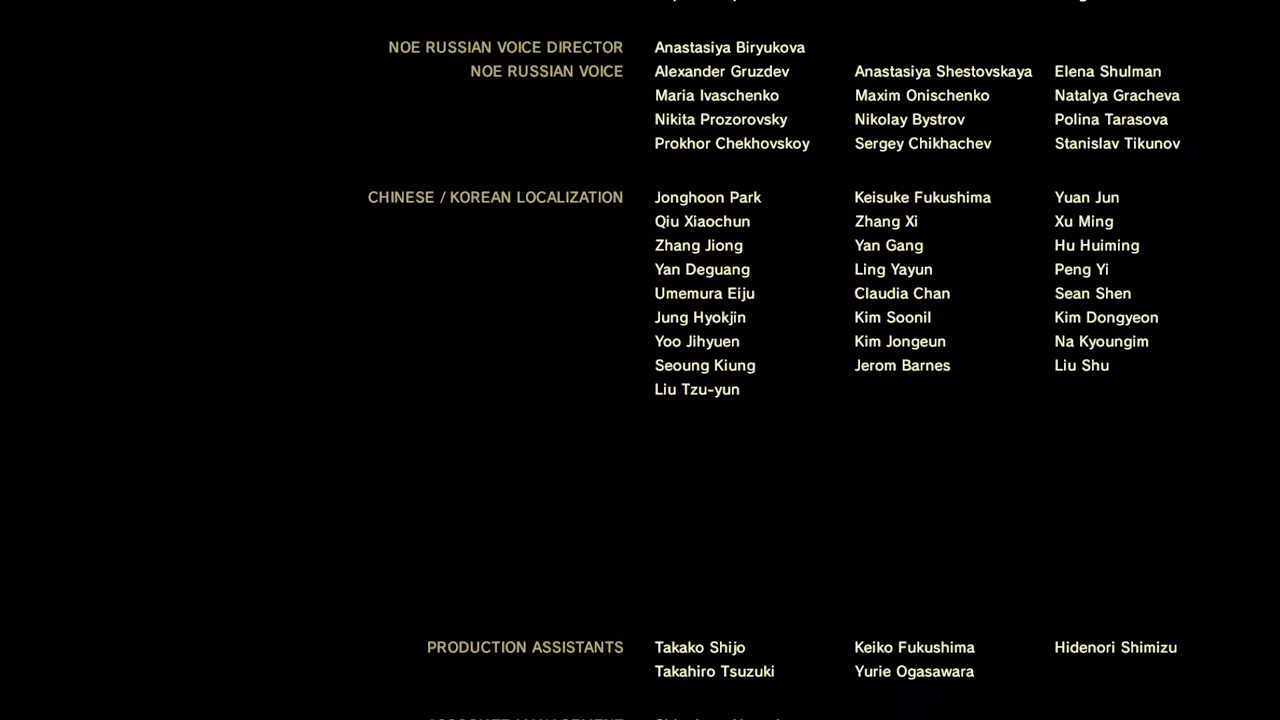 NOE RUSSIAN VOICE DIRECTOR Anastasiya Biryukova
NOE RUSSIAN VOICE Alexander Gruzdev Anastasiya Shestovskaya Elena Shulman
Maria Ivaschenko Maxim Onischenko Natalya Gracheva
Nikita Prozorovsky Nikolay Bystrov Polina Tarasova
Prokhor Chekhovskoy Sergey Chikhachev Stanislav Tikunov
CHINESE / KOREAN LOCALIZATION Jonghoon Park Keisuke Fukushima Yuan Jun
Qiu Xiaochun Zhang Xi Xu Ming
Zhang Jiong Yan Gang Hu Huiming
Yan Deguang Ling Yayun Peng Yi
Umemura Eiju Claudia Chan Sean Shen
Jung Hyokjin Kim Soonil Kim Dongyeon
Yoo Jihyuen Kim Jongeun Na Kyoungim
Seoung Kiung Jerom Barnes Liu Shu
Liu Tzu-yun
PRODUCTION ASSISTANTS Takako Shijo Keiko Fukushima Hidenori Shimizu
Takahiro Tsuzuki Yurie Ogasawara